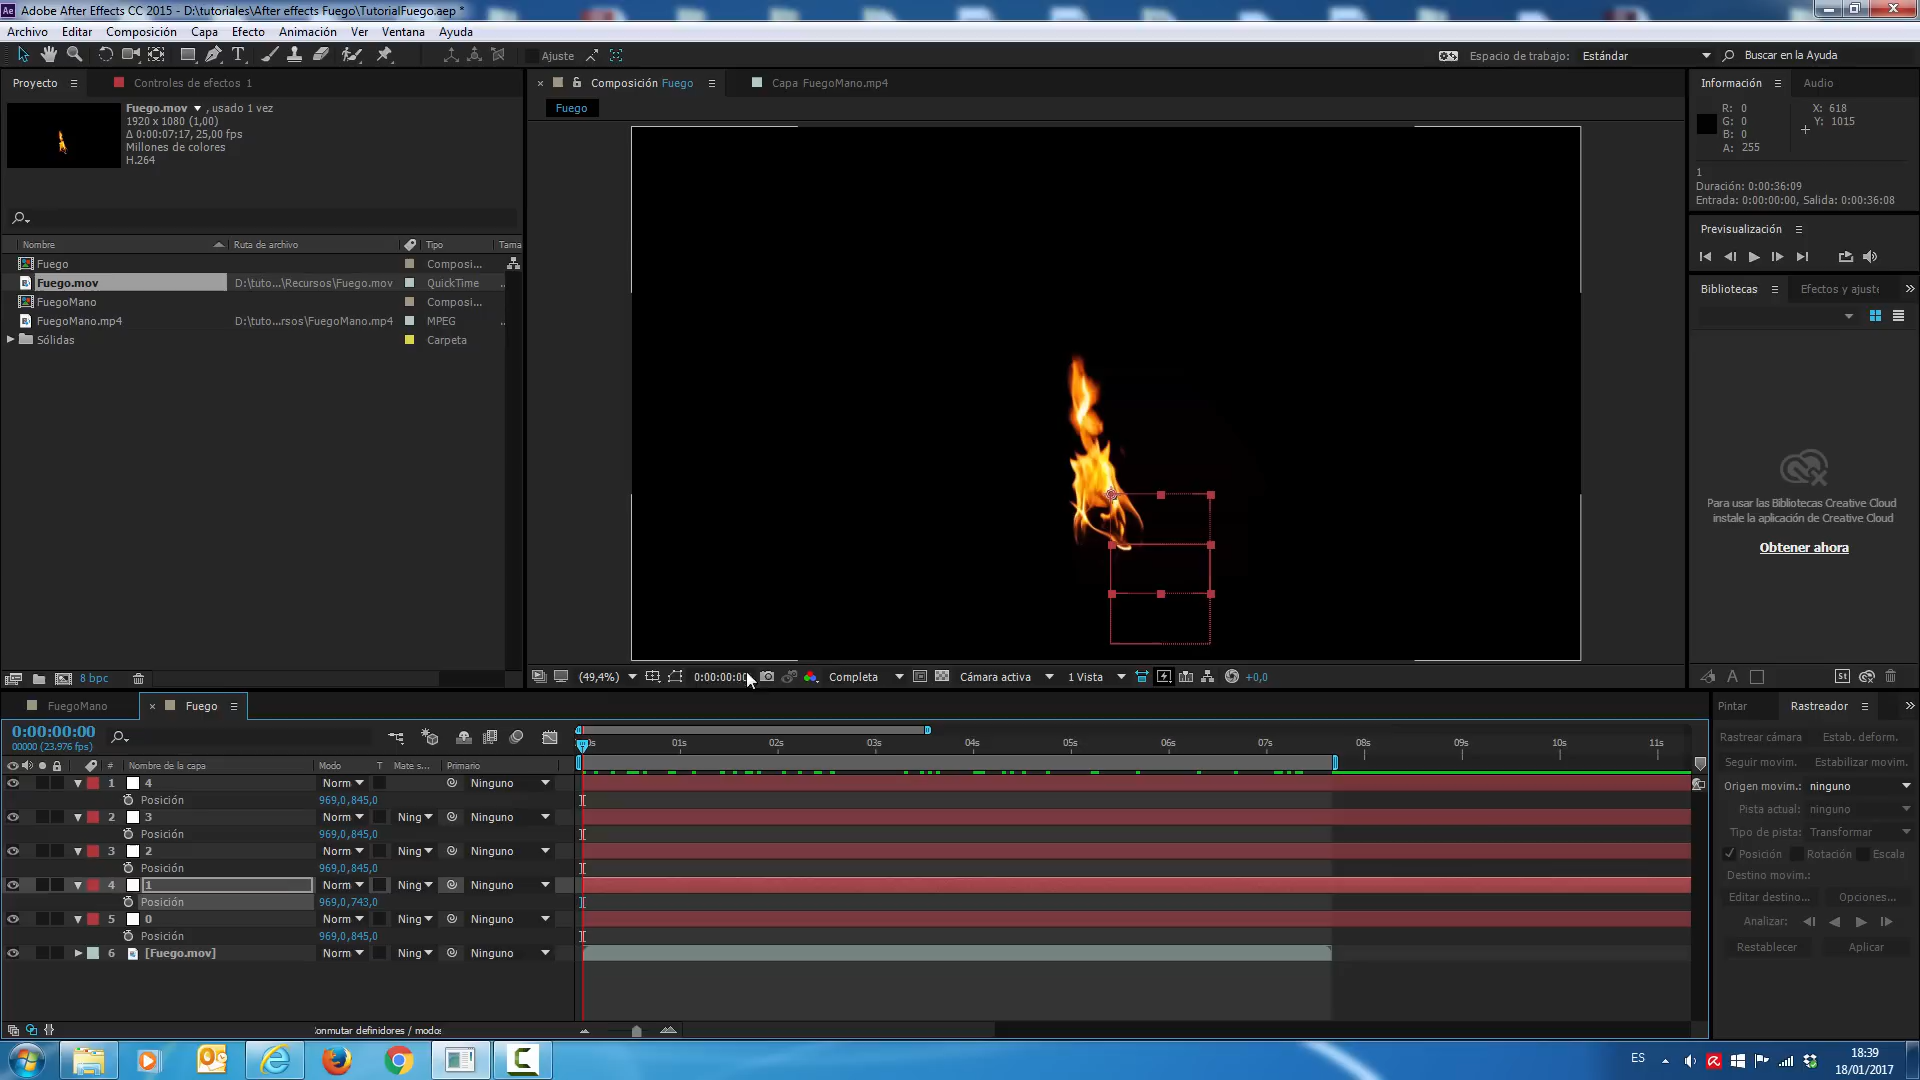 Adobe After Effects CC 2015 - D:\tutoriales\After effects Fuego\TutorialFuego.aep *
Archivo Editar Composición Capa Efecto Animación Ver Ventana Ayuda
Ajuste Espacio de trabajo: Estándar Buscar en la Ayuda
Proyecto Controles de efectos 1 Composición Fuego Capa FuegoMano.mp4 Información Audio
Fuego.mov , usado 1 vez
1920 x 1080 (1,00)
Δ 0:00:07:17, 25,00 fps
Millones de colores
H.264
Fuego
R: 0 X: 618
G: 0 Y: 1015
B: 0
A: 255
1
Duración: 0:00:36:09
Entrada: 0:00:00:00, Salida: 0:00:36:08
Previsualización
Bibliotecas Efectos y ajuste
Nombre Ruta de archivo Tipo Tama
Fuego Composi...
Fuego.mov D:\tuto...\Recursos\Fuego.mov QuickTime ..
FuegoMano Composi...
FuegoMano.mp4 D:\tuto...rsos\FuegoMano.mp4 MPEG ..
Sólidas Carpeta
Para usar las Bibliotecas Creative Cloud
instale la aplicación de Creative Cloud
Obtener ahora
8 bpc
(49,4%) 0:00:00:00 Completa Cámara activa 1 Vista +0,0
FuegoMano Fuego
Pintar Rastreador
0:00:00:00
00000 (23.976 fps)
01s 02s 03s 04s 05s 06s 07s 08s 09s 10s 11s
# Nombre de la capa Modo T Mate s... Primario
1 4 Norm Ninguno
Posición 969,0,845,0
2 3 Norm Ning Ninguno
Posición 969,0,845,0
3 2 Norm Ning Ninguno
Posición 969,0,845,0
4 1 Norm Ning Ninguno
Posición 969,0,743,0
5 0 Norm Ning Ninguno
Posición 969,0,845,0
6 [Fuego.mov] Norm Ning Ninguno
Rastrear cámara Estab. deform.
Seguir movim. Estabilizar movim.
Origen movim.: ninguno
Pista actual: ninguno
Tipo de pista: Transformar
Posición Rotación Escala
Destino movim.:
Editar destino... Opciones...
Analizar:
Restablecer Aplicar
Conmutar definidores / modos
ES
18:39
18/01/2017